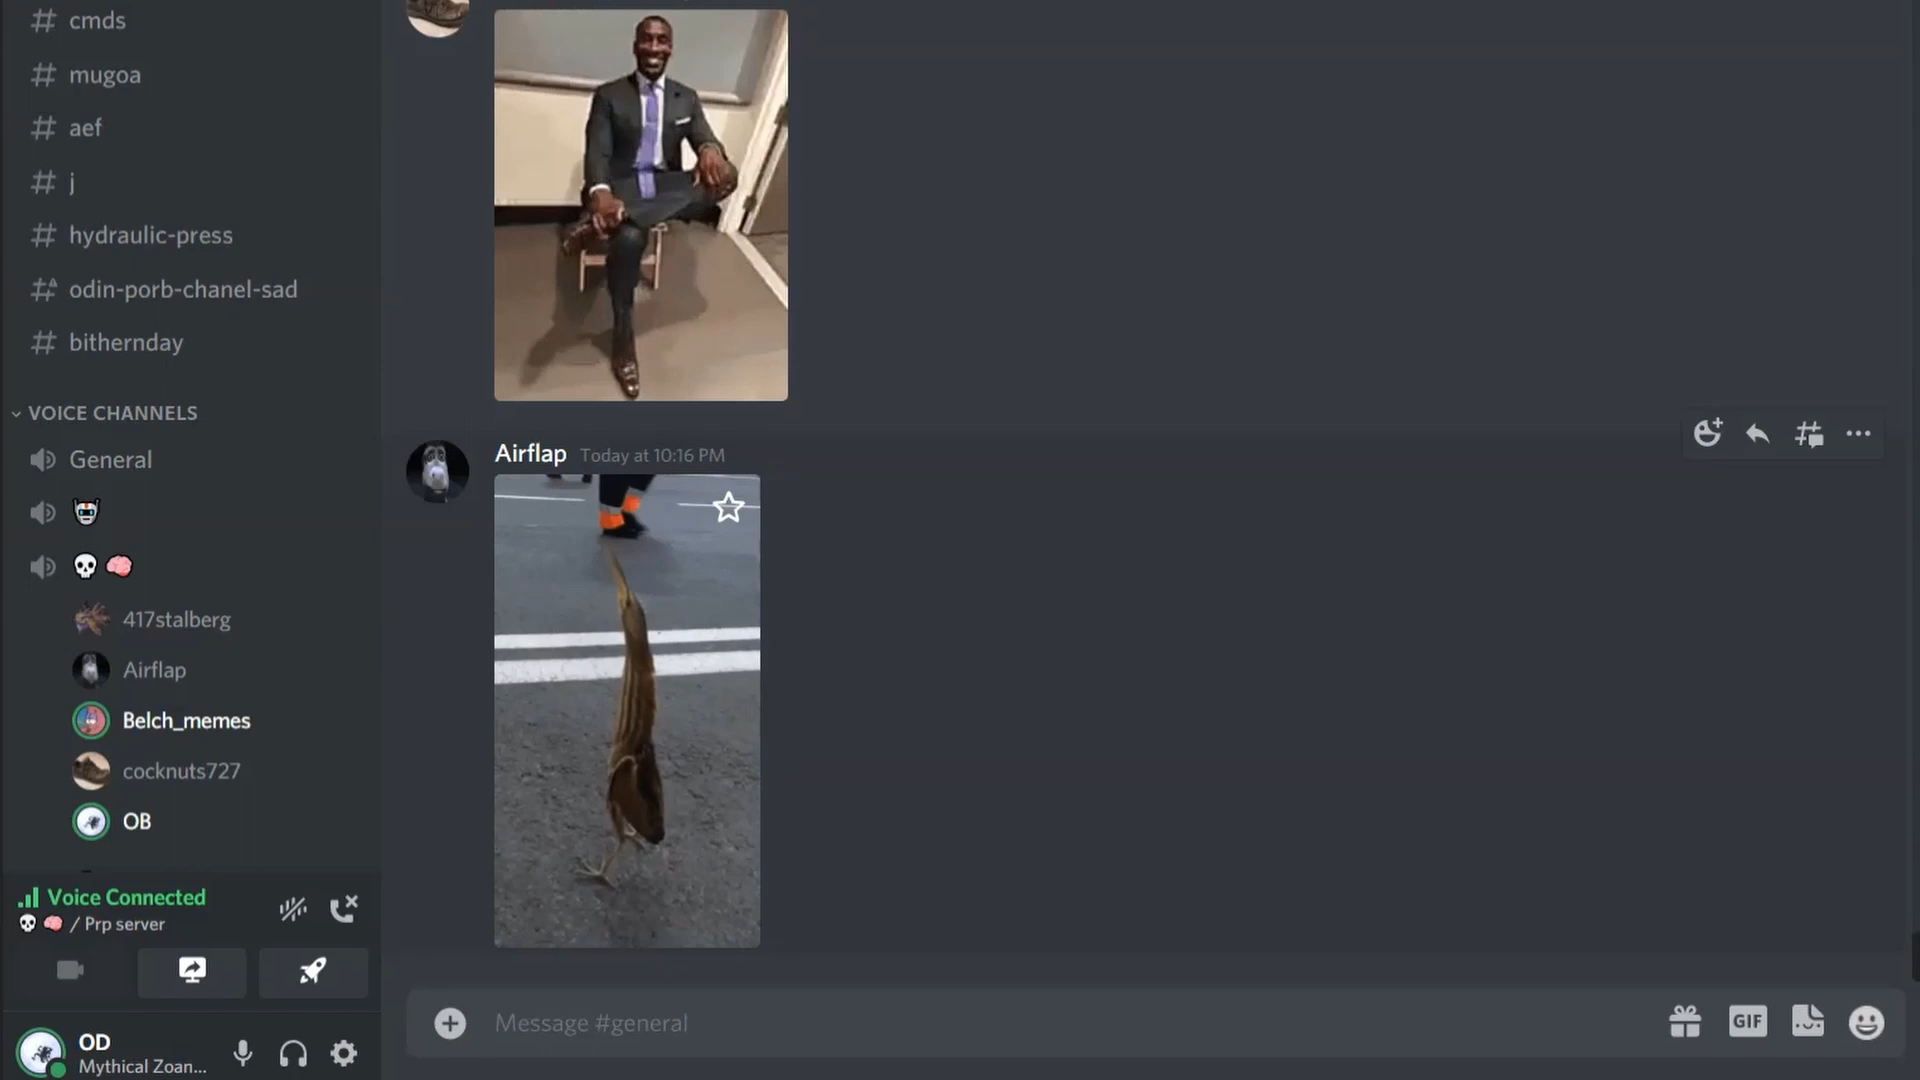 cmds
mugoa
aef
j
hydraulic-press
odin-porb-chanel-sad
bithernday
VOICE CHANNELS
General
417stalberg
Airflap
Belch_memes
cocknuts727
OB
Voice Connected
/ Prp server
OD
Mythical Zoan...
Airflap Today at 10:16 PM
Message #general
GIF